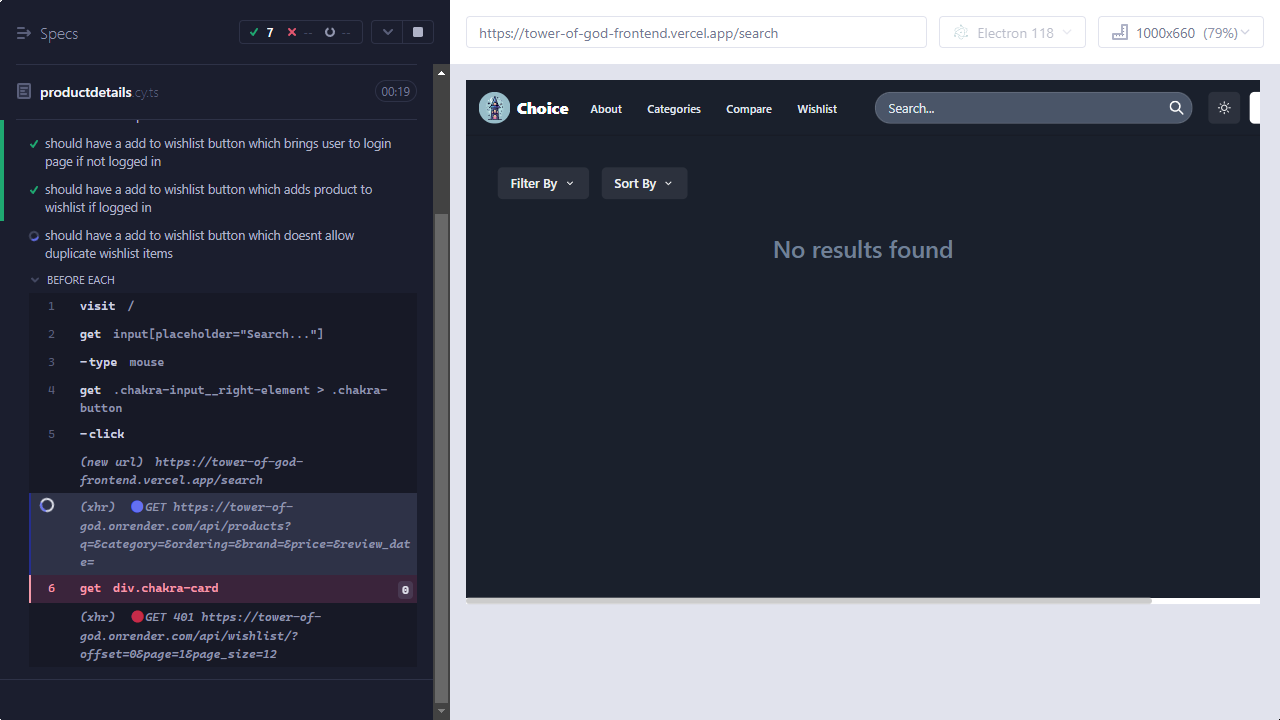 Specs
7
--
--
https://tower-of-god-frontend.vercel.app/search
Electron 118
1000x660 (79%)
productdetails.cy.ts
00:19
should have a add to wishlist button which brings user to login
page if not logged in
should have a add to wishlist button which adds product to
wishlist if logged in
should have a add to wishlist button which doesnt allow
duplicate wishlist items
BEFORE EACH
1 visit /
2 get input[placeholder="Search..."]
3 -type mouse
4 get .chakra-input__right-element > .chakra-
button
5 -click
(new url) https://tower-of-god-
frontend.vercel.app/search
(xhr) GET https://tower-of-
god.onrender.com/api/products?
q=&category=&ordering=&brand=&price=&review_dat
e=
6 get div.chakra-card 0
(xhr) GET 401 https://tower-of-
god.onrender.com/api/wishlist/?
offset=0&page=1&page_size=12
Choice
About
Categories
Compare
Wishlist
Search...
Filter By
Sort By
No results found